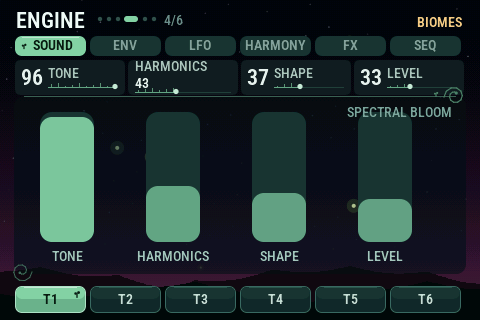 ENGINE 4/6 BIOMES
SOUND ENV LFO HARMONY FX SEQ
96 TONE HARMONICS 43 37 SHAPE 33 LEVEL
SPECTRAL BLOOM
TONE HARMONICS SHAPE LEVEL
T1 T2 T3 T4 T5 T6